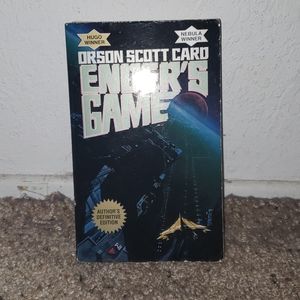 HUGO
WINNER
NEBULA
WINNER
ORSON SCOTT CARD
ENDER'S
GAME
AUTHOR'S
DEFINITIVE
EDITION